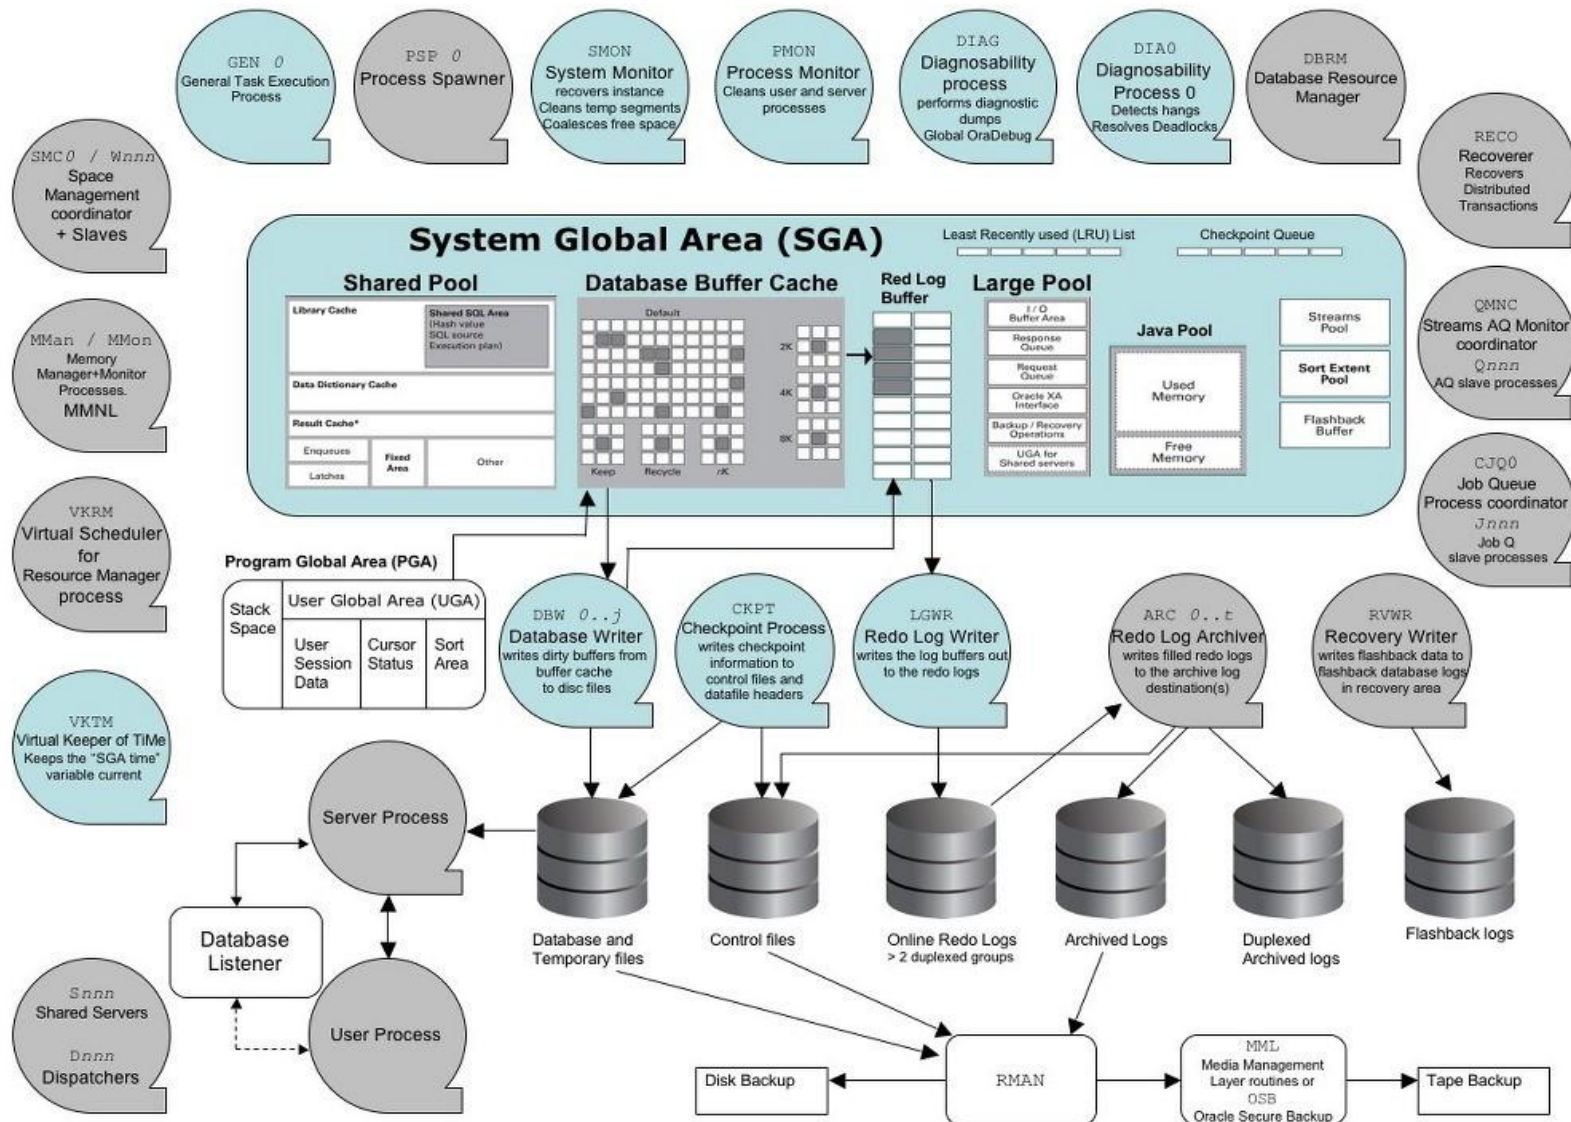 GEN 0
General Task Execution
Process
PSP 0
Process Spawner
SMON
System Monitor
recovers instance
Cleans temp segments
Coalesces free space
PMON
Process Monitor
Cleans user and server
processes
DIAG
Diagnosability
process
performs diagnostic
dumps
Global OraDebug
DIA0
Diagnosability
Process 0
Detects hangs
Resolves Deadlocks
DBRM
Database Resource
Manager
SMC0 / Wnnn
Space
Management
coordinator
+ Slaves
RECO
Recoverer
Recovers
Distributed
Transactions
System Global Area (SGA)
Least Recently used (LRU) List
Checkpoint Queue
Shared Pool
Library Cache
Shared SQL Area
(Hash value
SQL source
Execution plan)
Data Dictionary Cache
Result Cache*
Enqueues
Latches
Fixed
Area
Other
Database Buffer Cache
Default
2K
4K
8K
Keep
Recycle
nK
Red Log
Buffer
Large Pool
I / O
Buffer Area
Response
Queue
Request
Queue
Oracle XA
Interface
Backup / Recovery
Operations
UGA for
Shared servers
Java Pool
Used
Memory
Free
Memory
Streams
Pool
Sort Extent
Pool
Flashback
Buffer
MMan / MMon
Memory
Manager+Monitor
Processes.
MMNL
QMNC
Streams AQ Monitor
coordinator
Qnnn
AQ slave processes
VKRM
Virtual Scheduler
for
Resource Manager
process
CJQ0
Job Queue
Process coordinator
Jnnn
Job Q
slave processes
Program Global Area (PGA)
Stack
Space
User Global Area (UGA)
User
Session
Data
Cursor
Status
Sort
Area
DBW 0..j
Database Writer
writes dirty buffers from
buffer cache
to disc files
CKPT
Checkpoint Process
writes checkpoint
information to
control files and
datafile headers
LGWR
Redo Log Writer
writes the log buffers out
to the redo logs
ARC 0..t
Redo Log Archiver
writes filled redo logs
to the archive log
destination(s)
RVWR
Recovery Writer
writes flashback data to
flashback database logs
in recovery area
VKTM
Virtual Keeper of TiMe
Keeps the "SGA time"
variable current
Server Process
Database
Listener
User Process
Snnn
Shared Servers
Dnnn
Dispatchers
Database and
Temporary files
Control files
Online Redo Logs
> 2 duplexed groups
Archived Logs
Duplexed
Archived logs
Flashback logs
Disk Backup
RMAN
MML
Media Management
Layer routines or
OSB
Oracle Secure Backup
Tape Backup